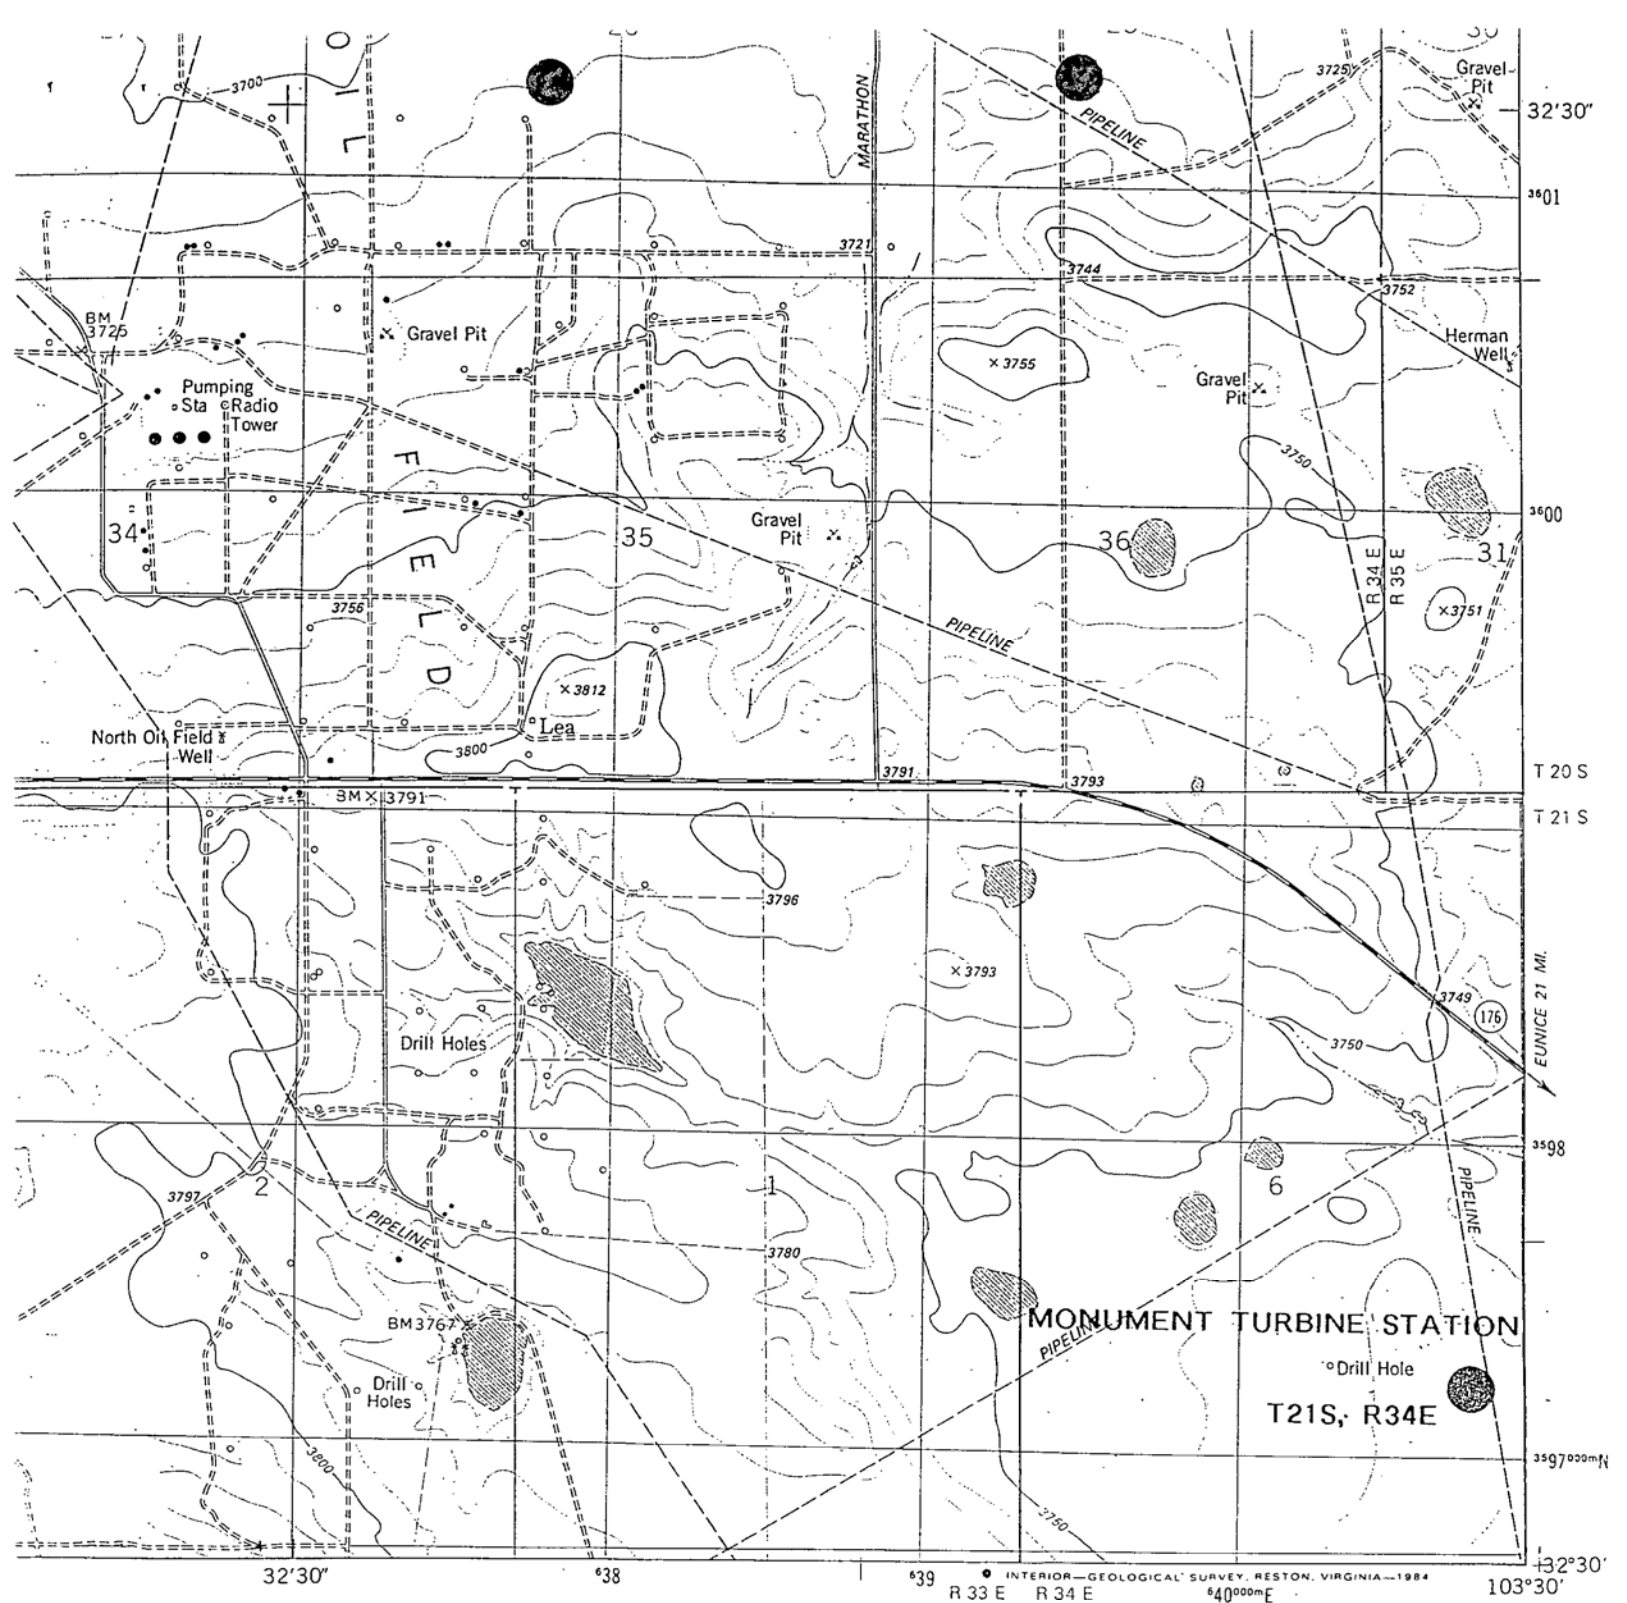 3700
O
I
L
MARATHON
PIPELINE
3725
Gravel
Pit
32'30"
3601
3721
3744
3752
BM
3725
Gravel Pit
Herman
Well
3755
Gravel
Pit
Pumping
Sta
Radio
Tower
F
I
E
L
D
3750
34
35
Gravel
Pit
36
31
3600
R 34 E
R 35 E
3756
3751
PIPELINE
3812
North Oil Field
Well
Lea
3800
3791
3793
T 20 S
T 21 S
BM 3791
3796
3793
3749
176
EUNICE 21 MI.
Drill Holes
3750
3598
2
1
6
3797
PIPELINE
3780
PIPELINE
BM3767
MONUMENT TURBINE STATION
PIPELINE
Drill Hole
Drill
Holes
T21S, R34E
3800
3597000mN
3750
32°30'
32'30"
638
639
INTERIOR—GEOLOGICAL SURVEY, RESTON, VIRGINIA—1984
103°30'
R 33 E
R 34 E
640000mE